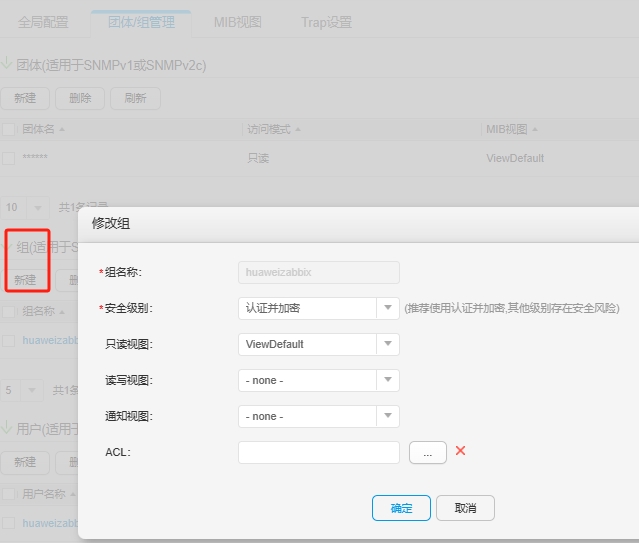 全局配置 团体/组管理 MIB视图 Trap设置
团体(适用于SNMPv1或SNMPv2c)
新建 删除 刷新
团体名 访问模式 MIB视图
****** 只读 ViewDefault
10 共1条记录
修改组
组(适用于S
新建 删
*组名称: huaweizabbix
*安全级别: 认证并加密 (推荐使用认证并加密,其他级别存在安全风险)
组名称
huaweizabb
只读视图: ViewDefault
读写视图: - none -
5 共1条
通知视图: - none -
用户(适用于
ACL: ...
新建 删
用户名称
确定 取消
huaweizabb